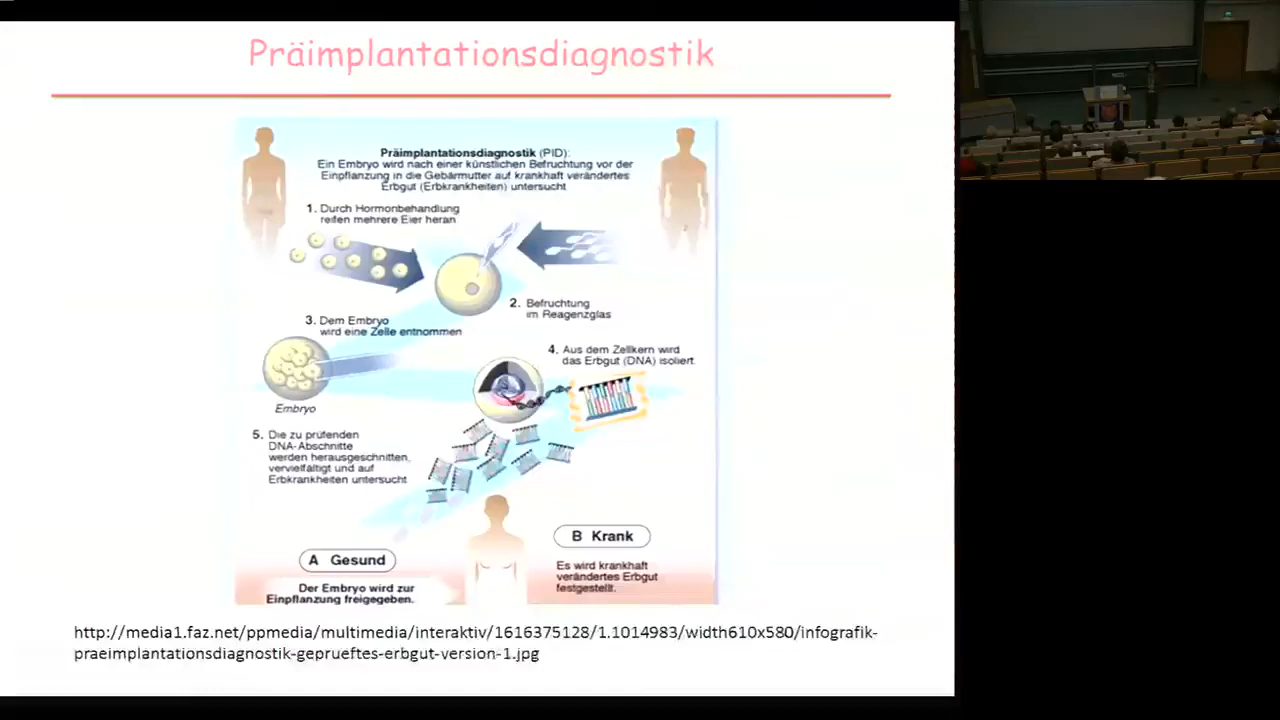 Präimplantationsdiagnostik
Präimplantationsdiagnostik (PID):
Ein Embryo wird nach einer künstlichen Befruchtung vor der
Einpflanzung in die Gebärmutter auf krankhaft verändertes
Erbgut (Erbkrankheiten) untersucht
1. Durch Hormonbehandlung
reifen mehrere Eier heran
2. Befruchtung
im Reagenzglas
3. Dem Embryo
wird eine Zelle entnommen
4. Aus dem Zellkern wird
das Erbgut (DNA) isoliert.
Embryo
5. Die zu prüfenden
DNA-Abschnitte
werden herausgeschnitten,
vervielfältigt und auf
Erbkrankheiten untersucht
A Gesund
Der Embryo wird zur
Einpflanzung freigegeben.
B Krank
Es wird krankhaft
verändertes Erbgut
festgestellt.
http://media1.faz.net/ppmedia/multimedia/interaktiv/1616375128/1.1014983/width610x580/infografik-
praeimplantationsdiagnostik-geprueftes-erbgut-version-1.jpg